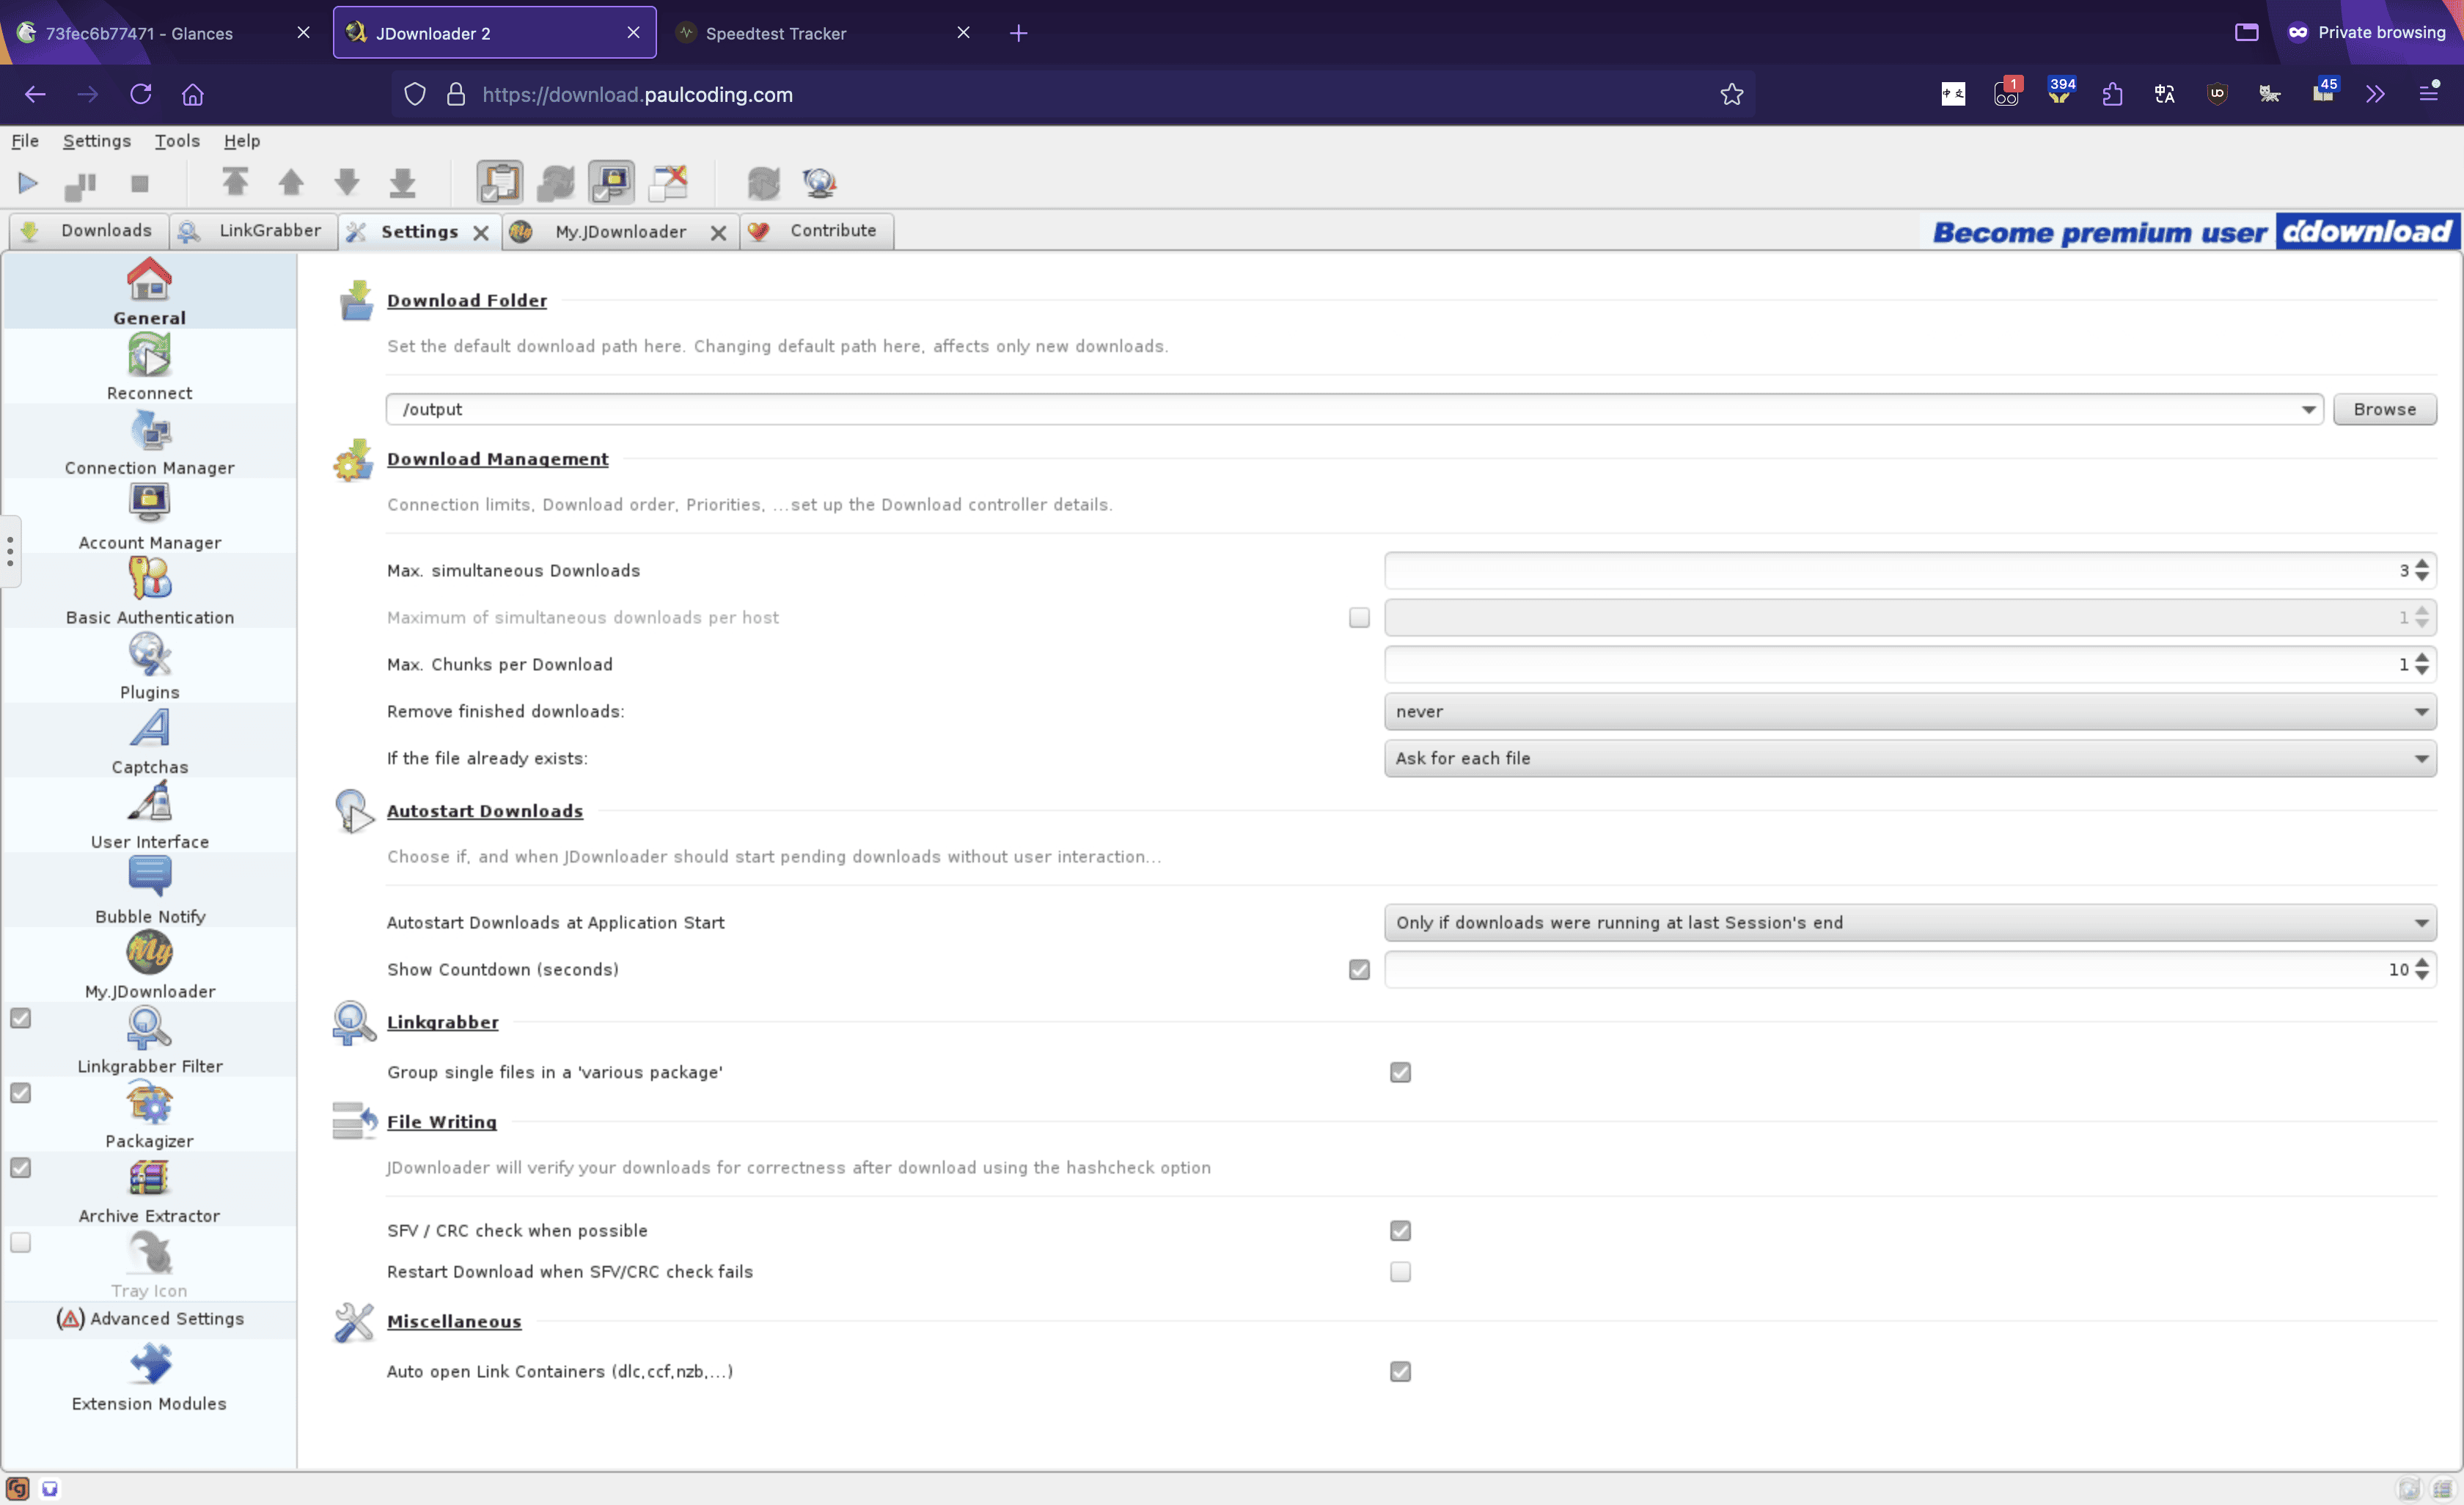 73fec6b77471 - Glances
JDownloader 2
Speedtest Tracker
Private browsing
https://download.paulcoding.com
1
394
45
File Settings Tools Help
Downloads
LinkGrabber
Settings
My.JDownloader
Contribute
Become premium user ddownload
General
Reconnect
Connection Manager
Account Manager
Basic Authentication
Plugins
Captchas
User Interface
Bubble Notify
My.JDownloader
Linkgrabber Filter
Packagizer
Archive Extractor
Tray Icon
Advanced Settings
Extension Modules
Download Folder
Set the default download path here. Changing default path here, affects only new downloads.
/output
Browse
Download Management
Connection limits, Download order, Priorities, ...set up the Download controller details.
Max. simultaneous Downloads 3
Maximum of simultaneous downloads per host 1
Max. Chunks per Download 1
Remove finished downloads: never
If the file already exists: Ask for each file
Autostart Downloads
Choose if, and when JDownloader should start pending downloads without user interaction...
Autostart Downloads at Application Start Only if downloads were running at last Session's end
Show Countdown (seconds) 10
Linkgrabber
Group single files in a 'various package'
File Writing
JDownloader will verify your downloads for correctness after download using the hashcheck option
SFV / CRC check when possible
Restart Download when SFV/CRC check fails
Miscellaneous
Auto open Link Containers (dlc,ccf,nzb,...)